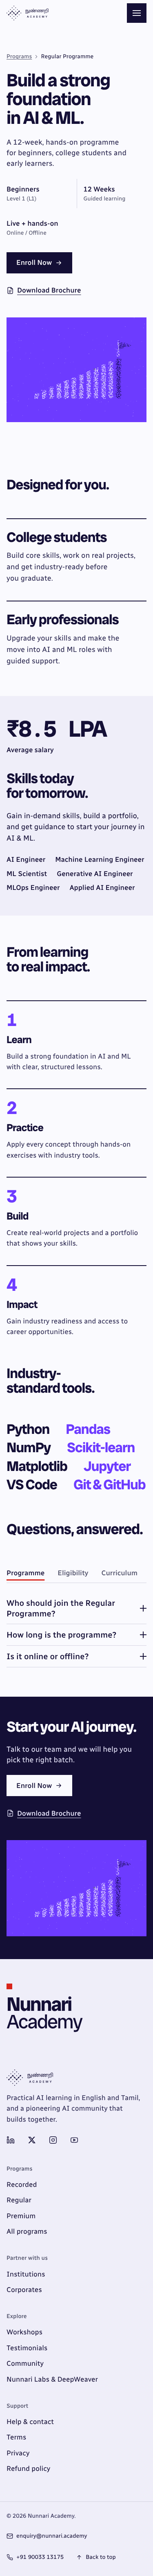 நுண்ணறி
ACADEMY
Programs › Regular Programme
Build a strong
foundation
in AI & ML.
A 12-week, hands-on programme
for beginners, college students and
early learners.
Beginners
Level 1 (L1)
12 Weeks
Guided learning
Live + hands-on
Online / Offline
Enroll Now →
Download Brochure
Designed for you.
College students
Build core skills, work on real projects,
and get industry-ready before
you graduate.
Early professionals
Upgrade your skills and make the
move into AI and ML roles with
guided support.
₹8.5 LPA
Average salary
Skills today
for tomorrow.
Gain in-demand skills, build a portfolio,
and get guidance to start your journey in
AI & ML.
AI Engineer Machine Learning Engineer
ML Scientist Generative AI Engineer
MLOps Engineer Applied AI Engineer
From learning
to real impact.
1
Learn
Build a strong foundation in AI and ML
with clear, structured lessons.
2
Practice
Apply every concept through hands-on
exercises with industry tools.
3
Build
Create real-world projects and a portfolio
that shows your skills.
4
Impact
Gain industry readiness and access to
career opportunities.
Industry-
standard tools.
Python Pandas
NumPy Scikit-learn
Matplotlib Jupyter
VS Code Git & GitHub
Questions, answered.
Programme Eligibility Curriculum
Who should join the Regular
Programme?
How long is the programme?
Is it online or offline?
Start your AI journey.
Talk to our team and we will help you
pick the right batch.
Enroll Now →
Download Brochure
Nunnari
Academy
நுண்ணறி
ACADEMY
Practical AI learning in English and Tamil,
and a pioneering AI community that
builds together.
Programs
Recorded
Regular
Premium
All programs
Partner with us
Institutions
Corporates
Explore
Workshops
Testimonials
Community
Nunnari Labs & DeepWeaver
Support
Help & contact
Terms
Privacy
Refund policy
© 2026 Nunnari Academy.
enquiry@nunnari.academy
+91 90033 13175 ↑ Back to top